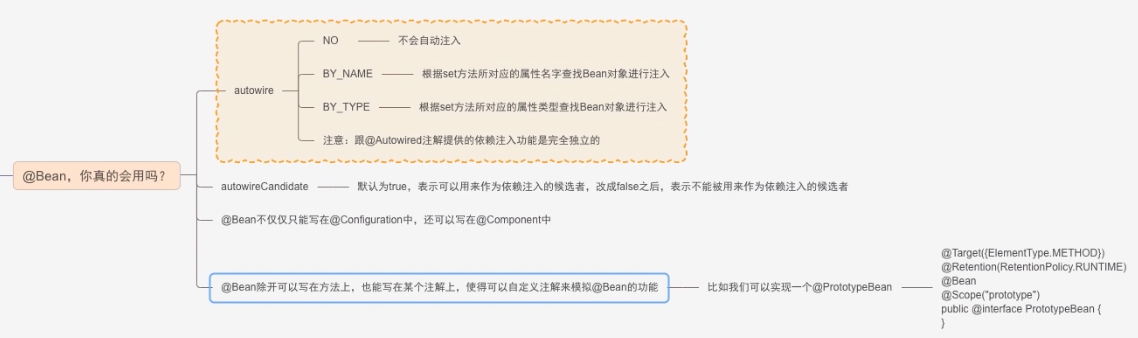 @Bean，你真的会用吗？
autowire
NO
不会自动注入
BY_NAME
根据set方法所对应的属性名字查找Bean对象进行注入
BY_TYPE
根据set方法所对应的属性类型查找Bean对象进行注入
注意：跟@Autowired注解提供的依赖注入功能是完全独立的
autowireCandidate
默认为true，表示可以用来作为依赖注入的候选者，改成false之后，表示不能被用来作为依赖注入的候选者
@Bean不仅仅只能写在@Configuration中，还可以写在@Component中
@Bean除开可以写在方法上，也能写在某个注解上，使得可以自定义注解来模拟@Bean的功能
比如我们可以实现一个@PrototypeBean
@Target({ElementType.METHOD})
@Retention(RetentionPolicy.RUNTIME)
@Bean
@Scope("prototype")
public @interface PrototypeBean {
}